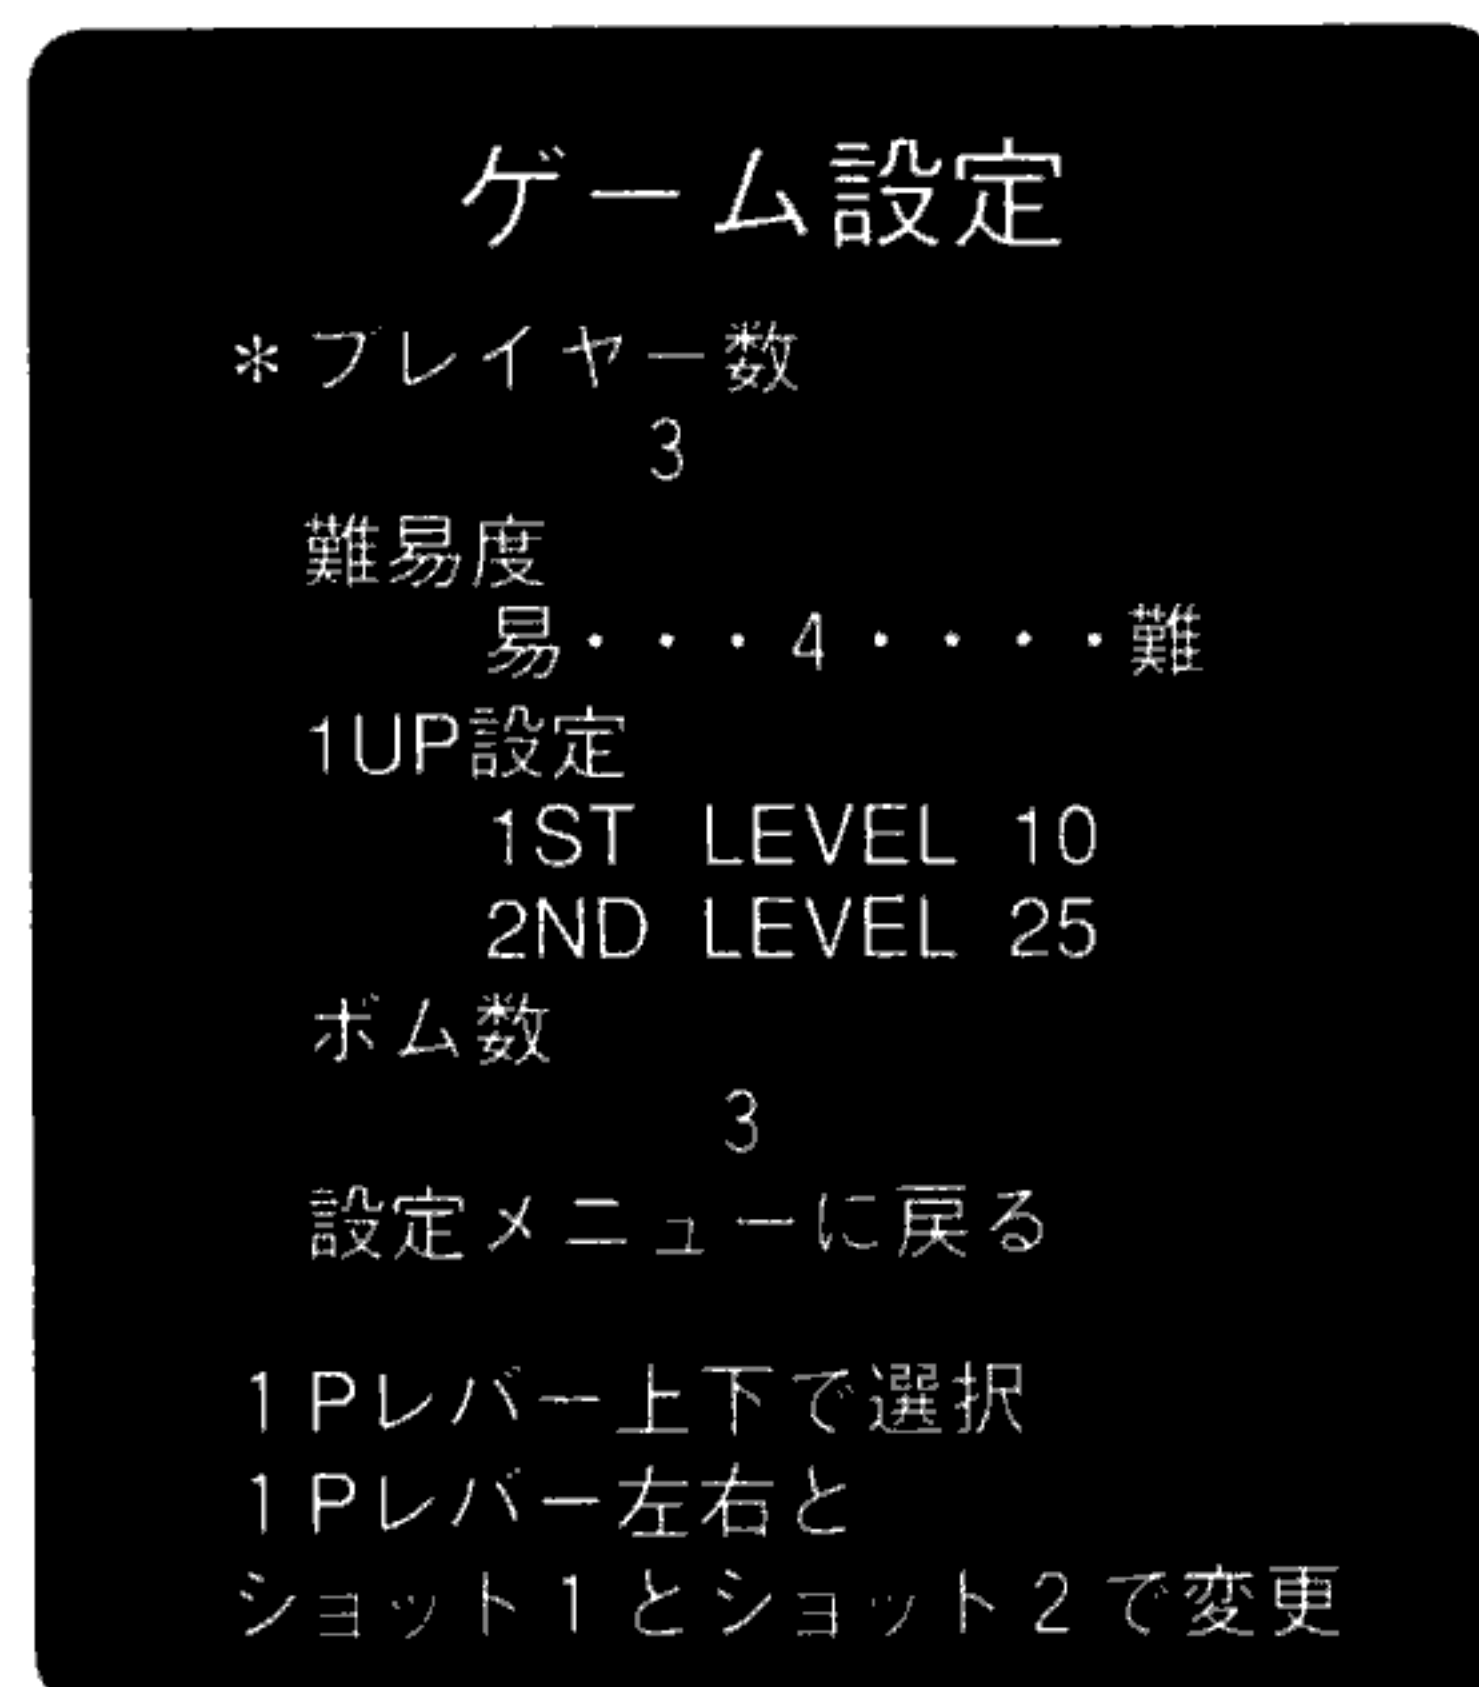 ゲーム設定
*プレイヤー数
3
難易度
易・・・4・・・・難
1UP設定
1ST LEVEL 10
2ND LEVEL 25
ボム数
3
設定メニューに戻る
1Pレバー上下で選択
1Pレバー左右と
ショット1とショット2で変更